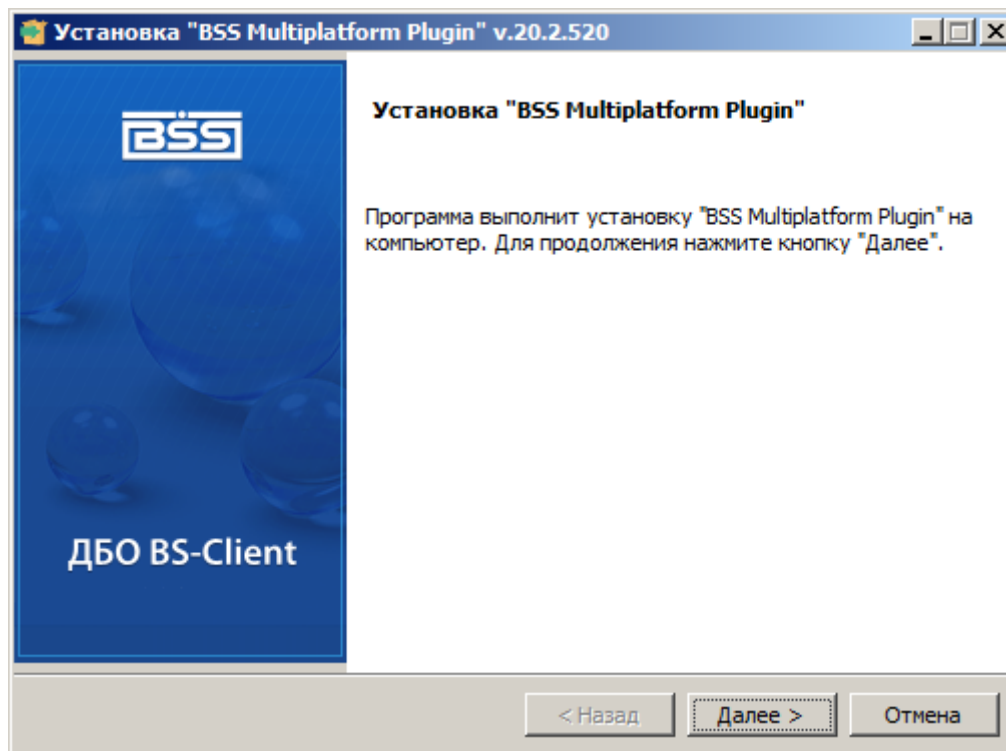 Установка "BSS Multiplatform Plugin" v.20.2.520
BSS
Установка "BSS Multiplatform Plugin"
Программа выполнит установку "BSS Multiplatform Plugin" на
компьютер. Для продолжения нажмите кнопку "Далее".
ДБО BS-Client
< Назад
Далее >
Отмена